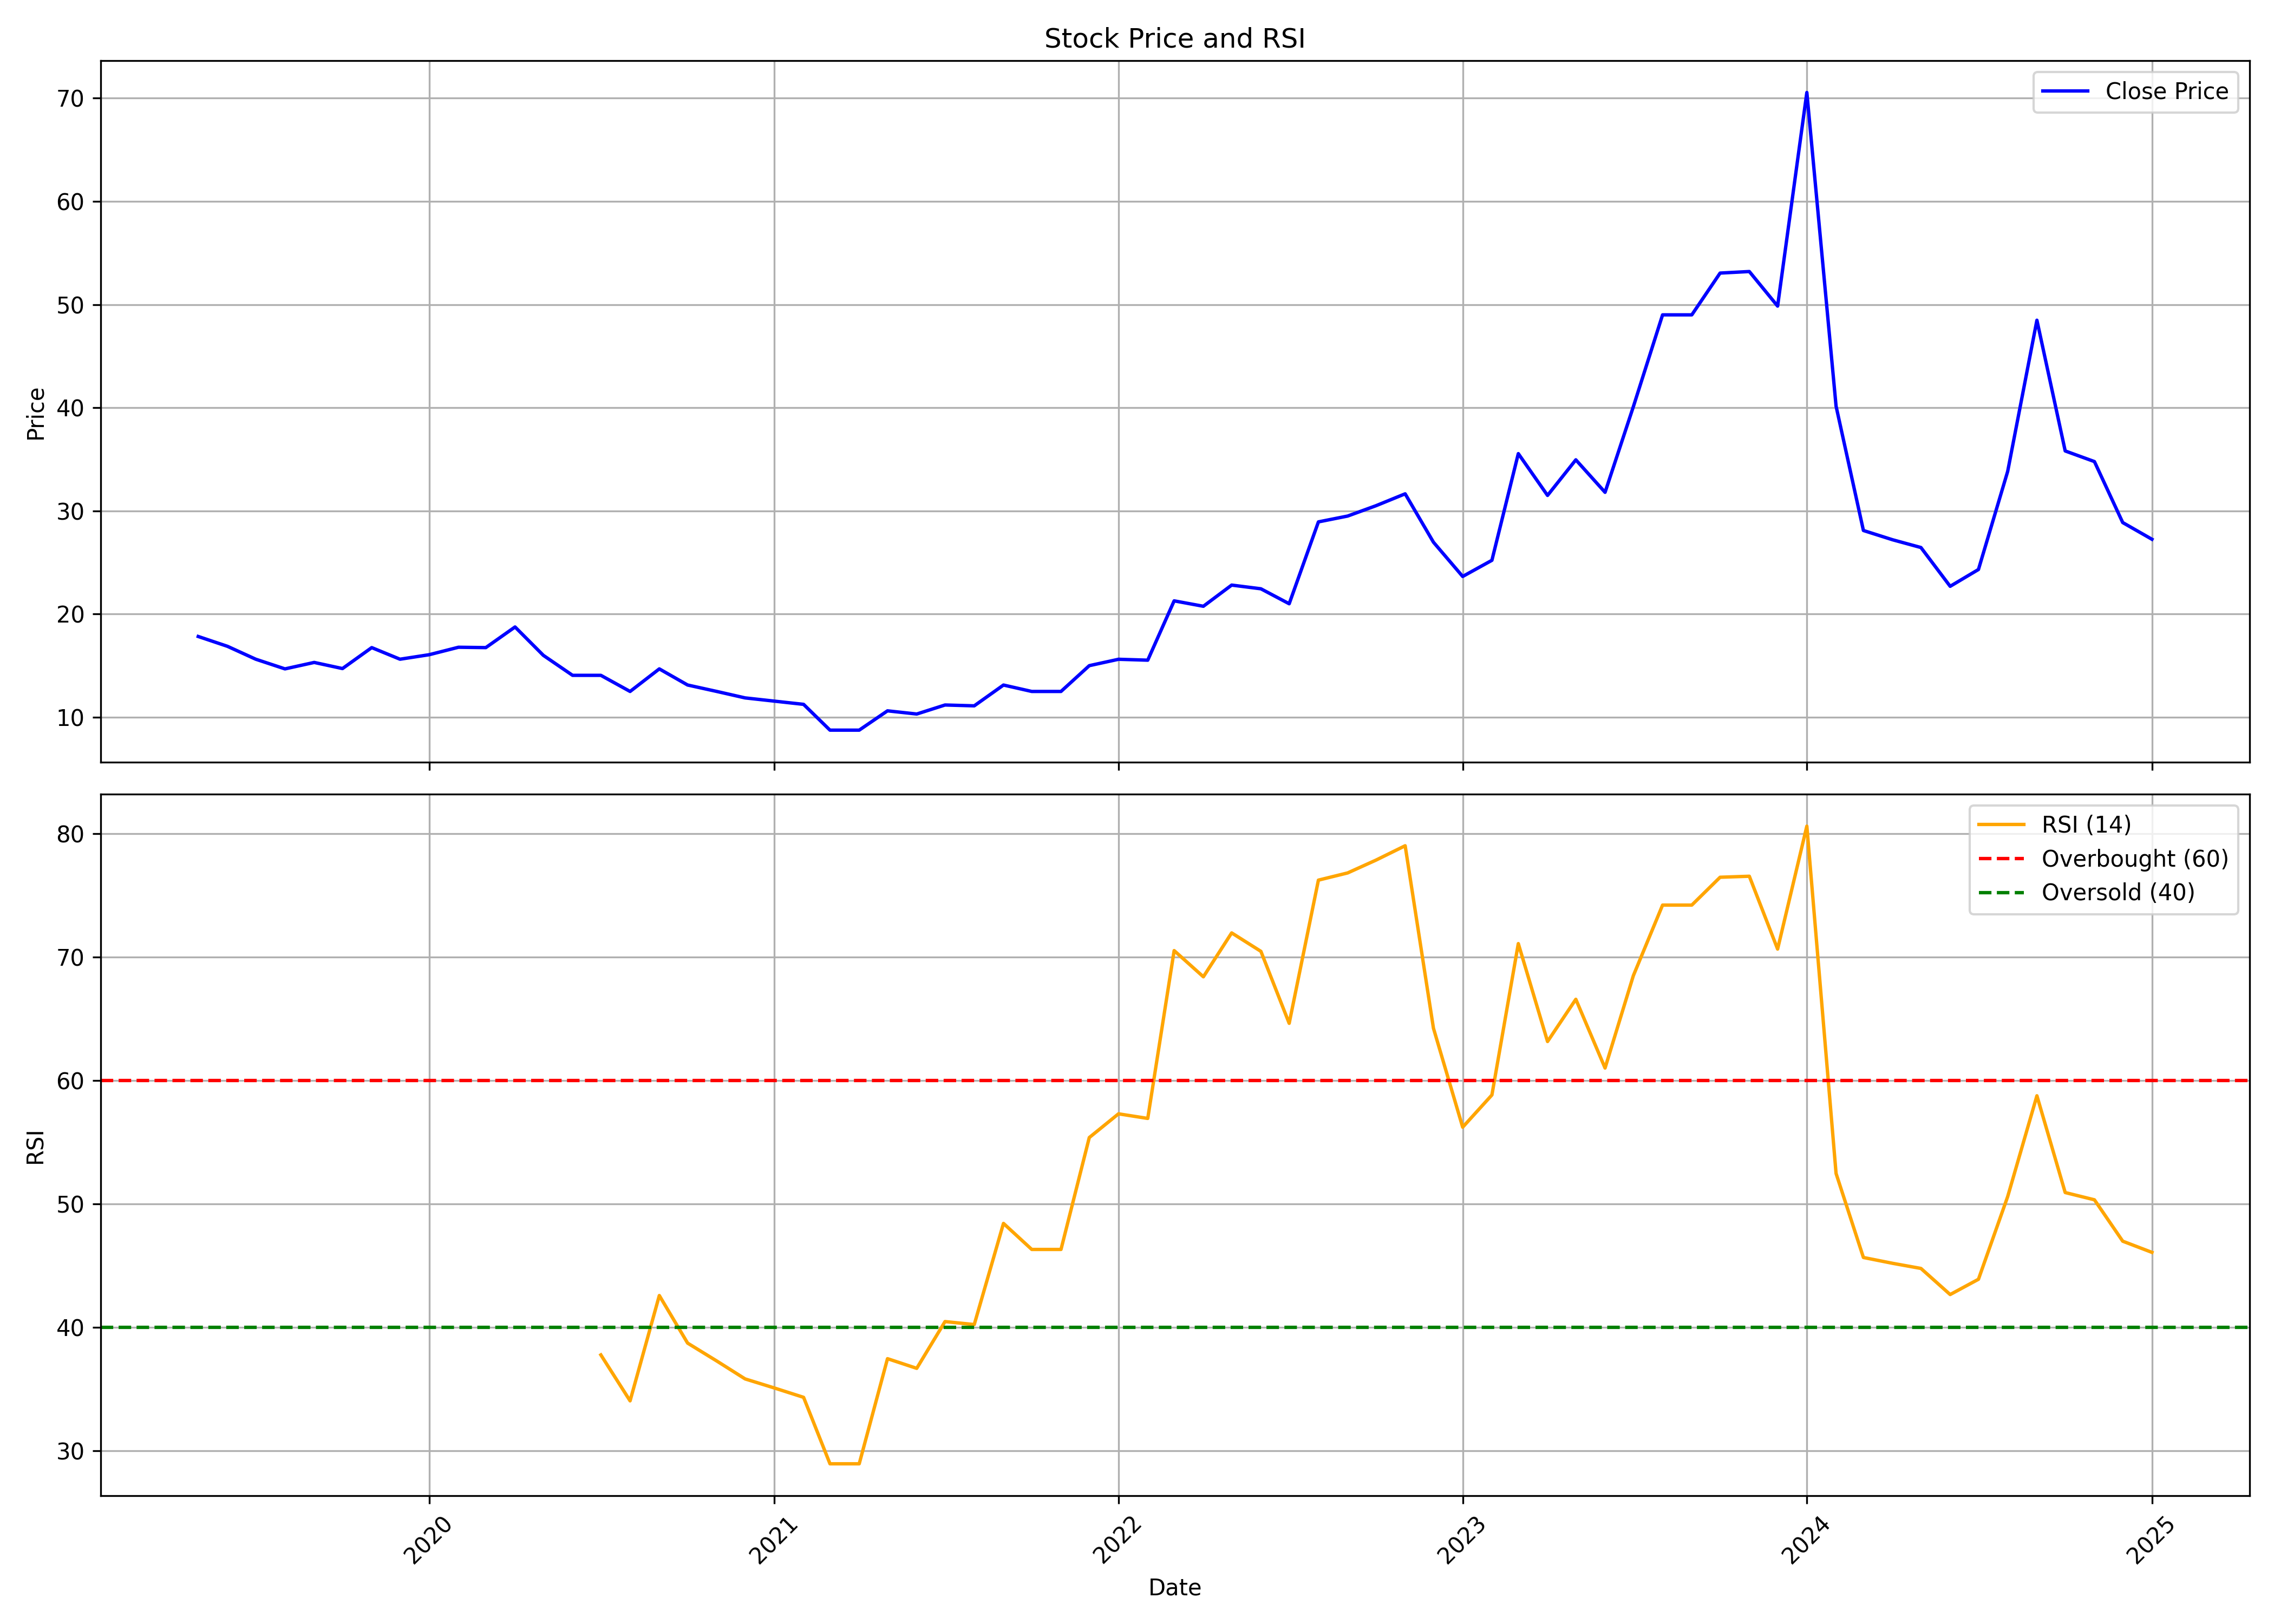 Stock Price and RSI
Close Price
70
60
50
40
30
20
10
Price
RSI (14)
Overbought (60)
Oversold (40)
80
70
60
50
40
30
RSI
2020
2021
2022
2023
2024
2025
Date